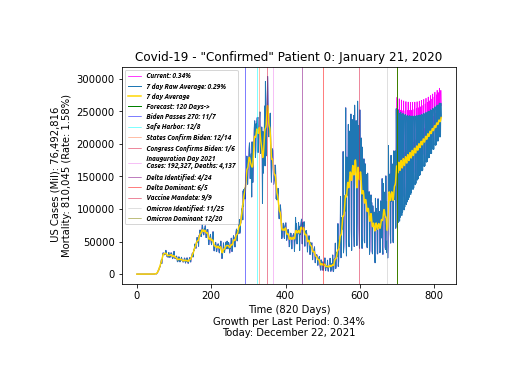 Covid-19 - "Confirmed" Patient 0: January 21, 2020
300000
250000
200000
150000
100000
50000
0
US Cases (Mil): 76,492,816
Mortality: 810,045 (Rate: 1.58%)
Current: 0.34%
7 day Raw Average: 0.29%
7 day Average
Forecast: 120 Days->
Biden Passes 270: 11/7
Safe Harbor: 12/8
States Confirm Biden: 12/14
Congress Confirms Biden: 1/6
Inauguration Day 2021
Cases: 192,327, Deaths: 4,137
Delta Identified: 4/24
Delta Dominant: 6/5
Vaccine Mandate: 9/9
Omicron Identified: 11/25
Omicron Dominant 12/20
0 200 400 600 800
Time (820 Days)
Growth per Last Period: 0.34%
Today: December 22, 2021